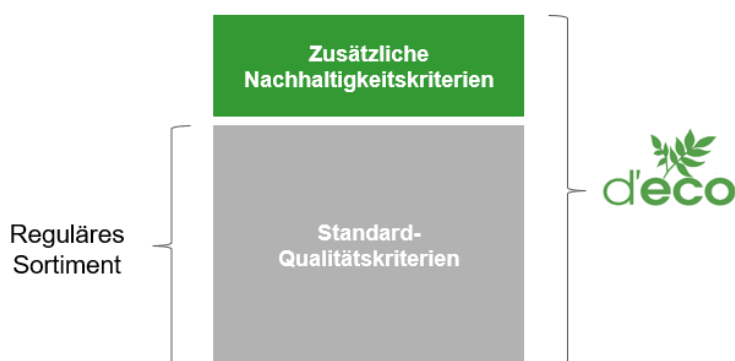 Zusätzliche
Nachhaltigkeitskriterien
Reguläres
Sortiment
Standard-
Qualitätskriterien
d'eco